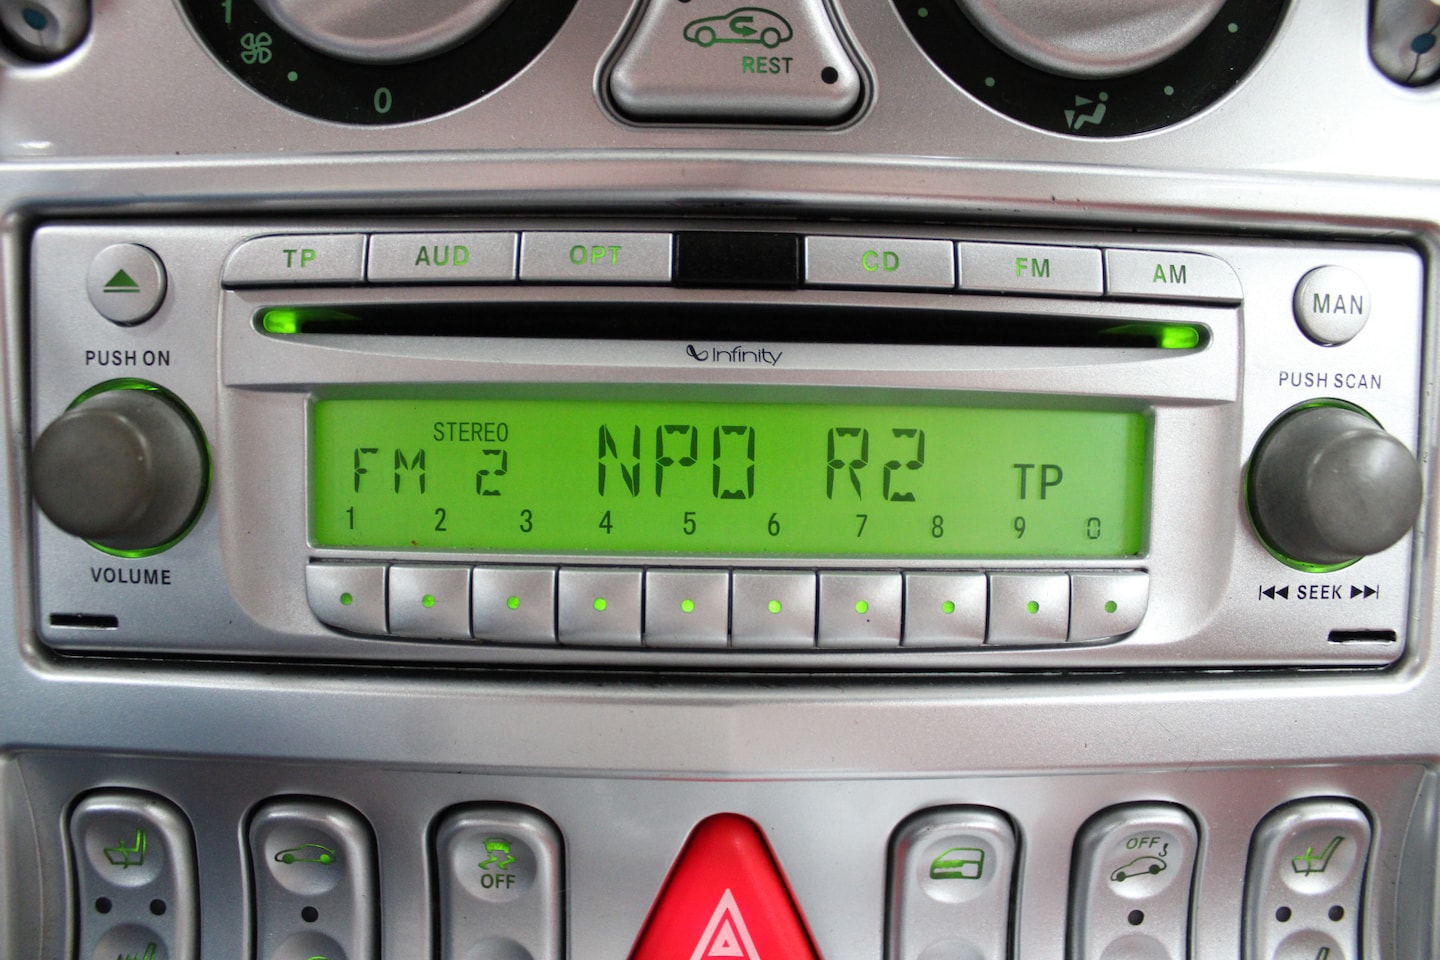 1
0
REST
TP AUD OPT CD FM AM
MAN
PUSH ON
Infinity
PUSH SCAN
STEREO
FM 2 NPO R2 TP
1 2 3 4 5 6 7 8 9 0
VOLUME
SEEK
OFF
OFF